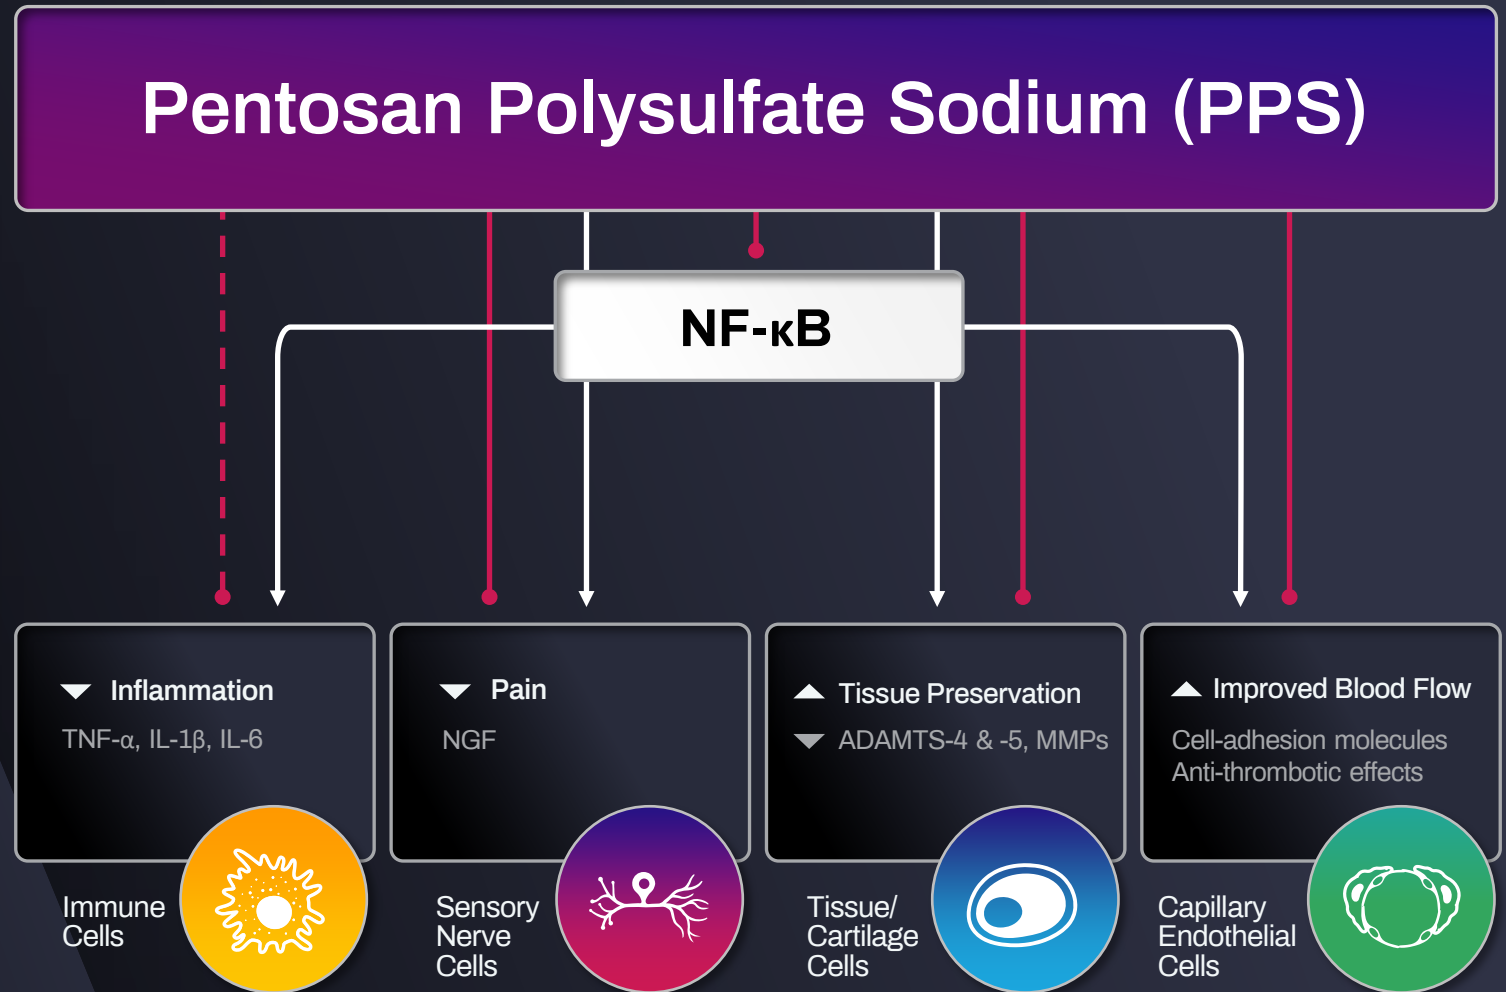 Pentosan Polysulfate Sodium (PPS)
NF-κB
Inflammation
TNF-α, IL-1β, IL-6
Immune
Cells
Pain
NGF
Sensory
Nerve
Cells
Tissue Preservation
ADAMTS-4 & -5, MMPs
Tissue/
Cartilage
Cells
Improved Blood Flow
Cell-adhesion molecules
Anti-thrombotic effects
Capillary
Endothelial
Cells